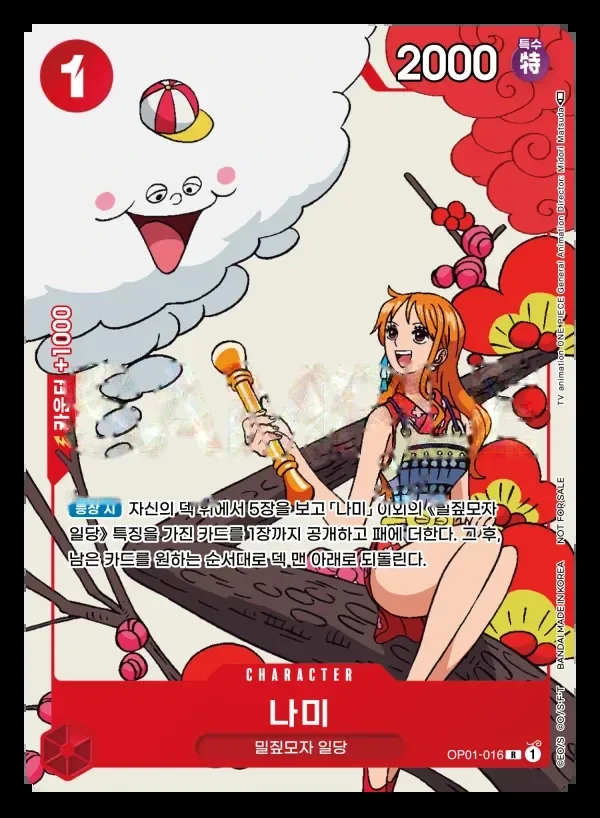 1
2000
특수
特
TV animation ONE PIECE General Animation Director: Midori Matsuda
카운터 +1000
등장 시 자신의 덱 위에서 5장을 보고 「나미」 이외의 《밀짚모자
일당》 특징을 가진 카드를 1장까지 공개하고 패에 더한다. 그 후,
남은 카드를 원하는 순서대로 덱 맨 아래로 되돌린다.
NOT FOR SALE
BANDAI MADE IN KOREA
©E.O/S. ©O/S·F·T
CHARACTER
나미
밀짚모자 일당
OP01-016 R 1